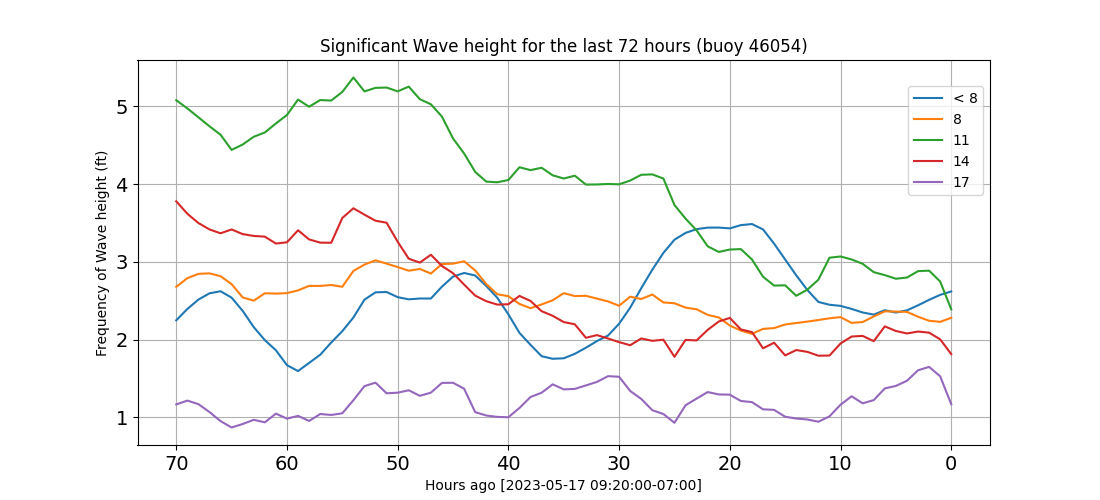 Significant Wave height for the last 72 hours (buoy 46054)
Frequency of Wave height (ft)
5
4
3
2
1
< 8
8
11
14
17
70 60 50 40 30 20 10 0
Hours ago [2023-05-17 09:20:00-07:00]